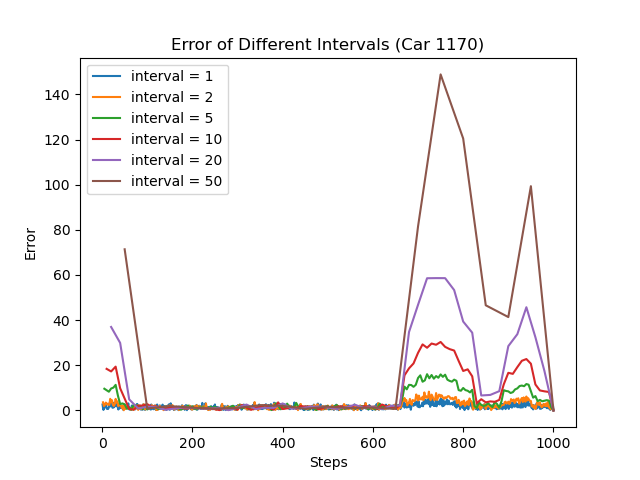 Error of Different Intervals (Car 1170)
interval = 1
interval = 2
interval = 5
interval = 10
interval = 20
interval = 50
140
120
100
80
60
40
20
0
Error
0 200 400 600 800 1000
Steps